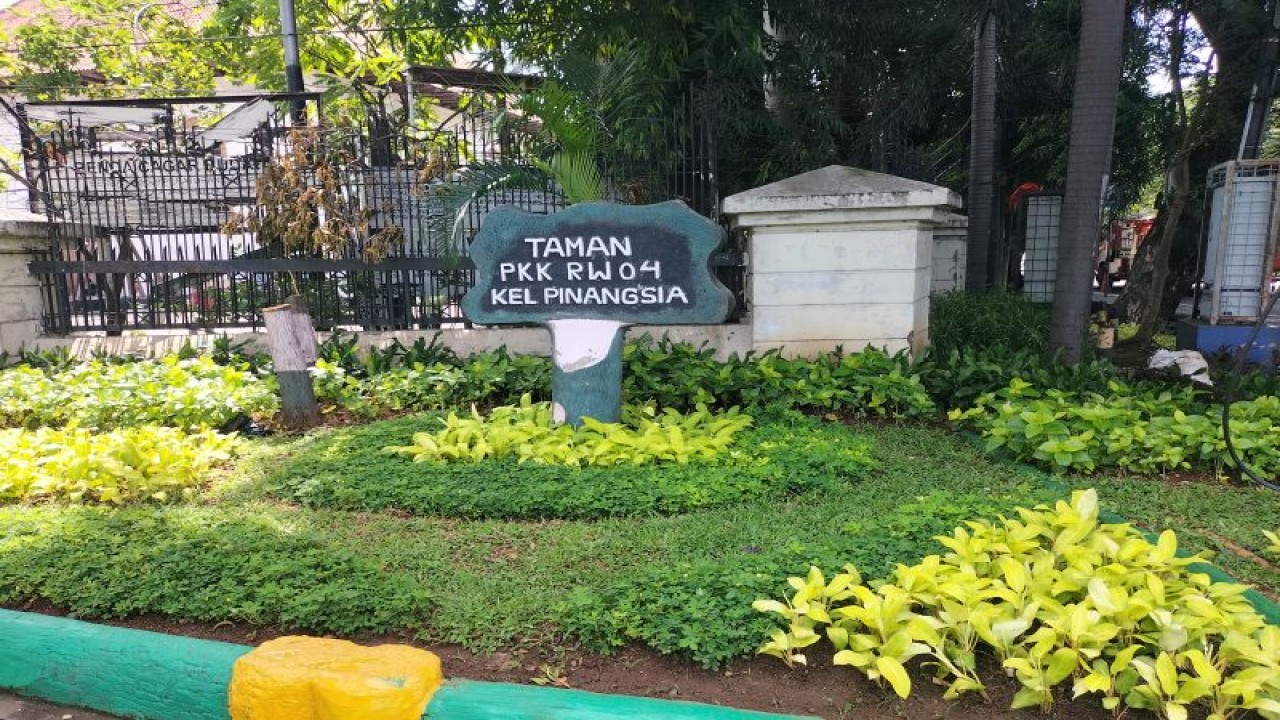 TAMAN
PKK RW 04
KEL PINANGSIA